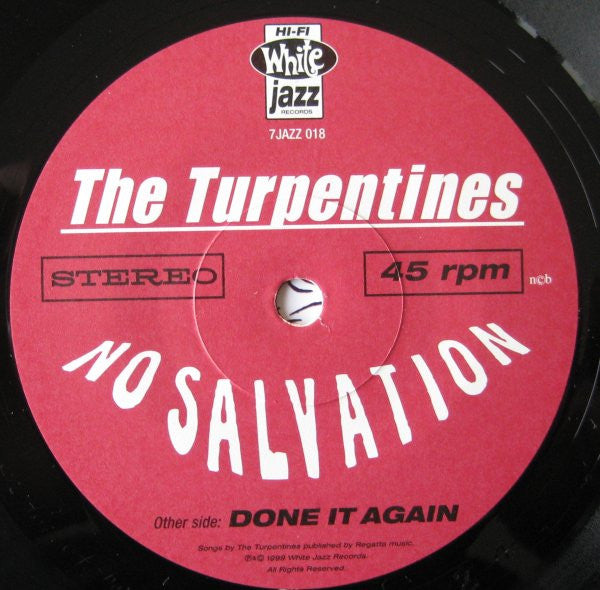 HI-FI
White
jazz
RECORDS
7JAZZ 018
The Turpentines
STEREO
45 rpm
n©b
NO SALVATION
Other side: DONE IT AGAIN
Songs by The Turpentines published by Regatta music.
℗&© 1999 White Jazz Records.
All Rights Reserved.